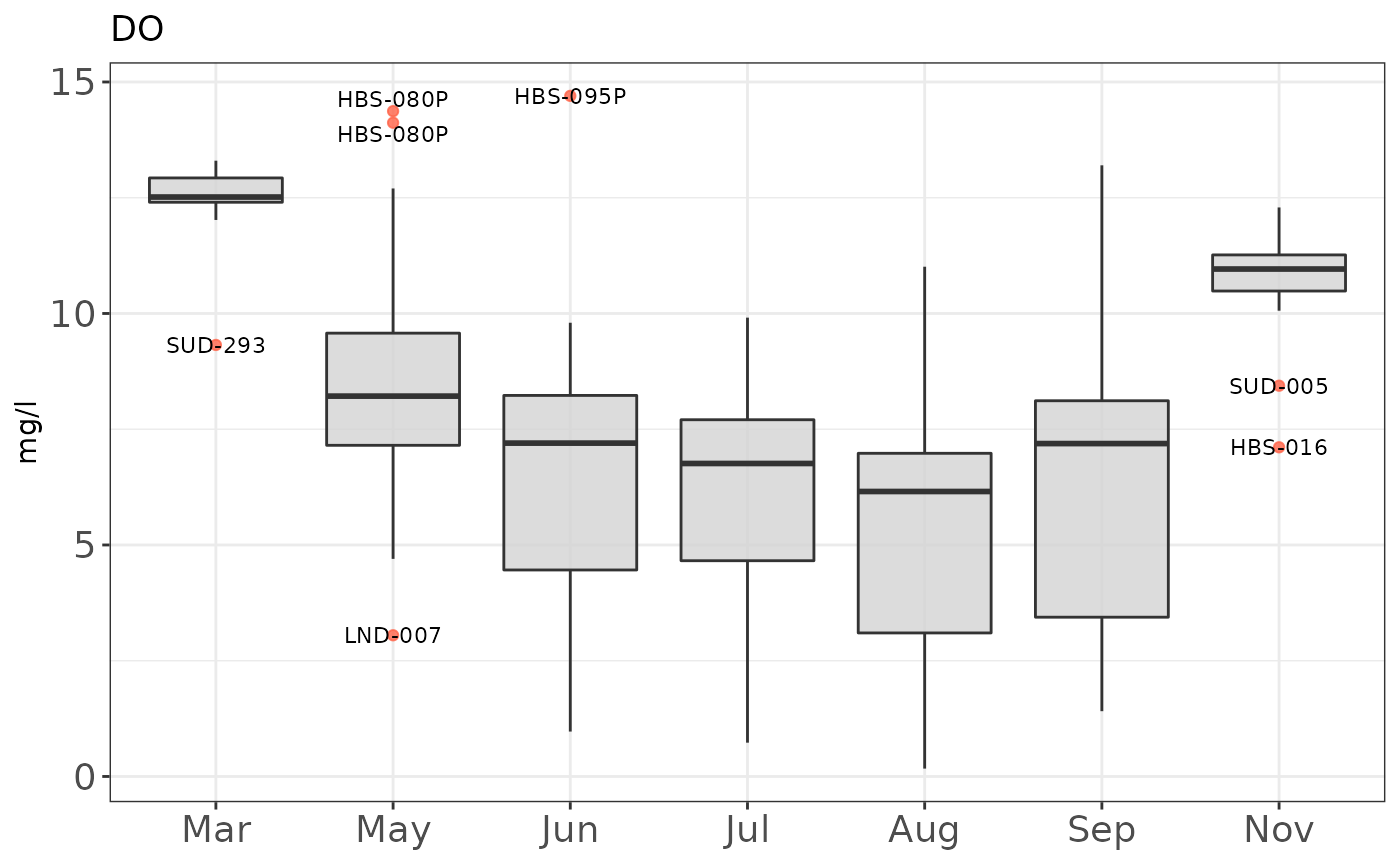 DO
15
10
5
0
mg/l
HBS-080P
HBS-080P
HBS-095P
SUD-293
LND-007
SUD-005
HBS-016
Mar May Jun Jul Aug Sep Nov